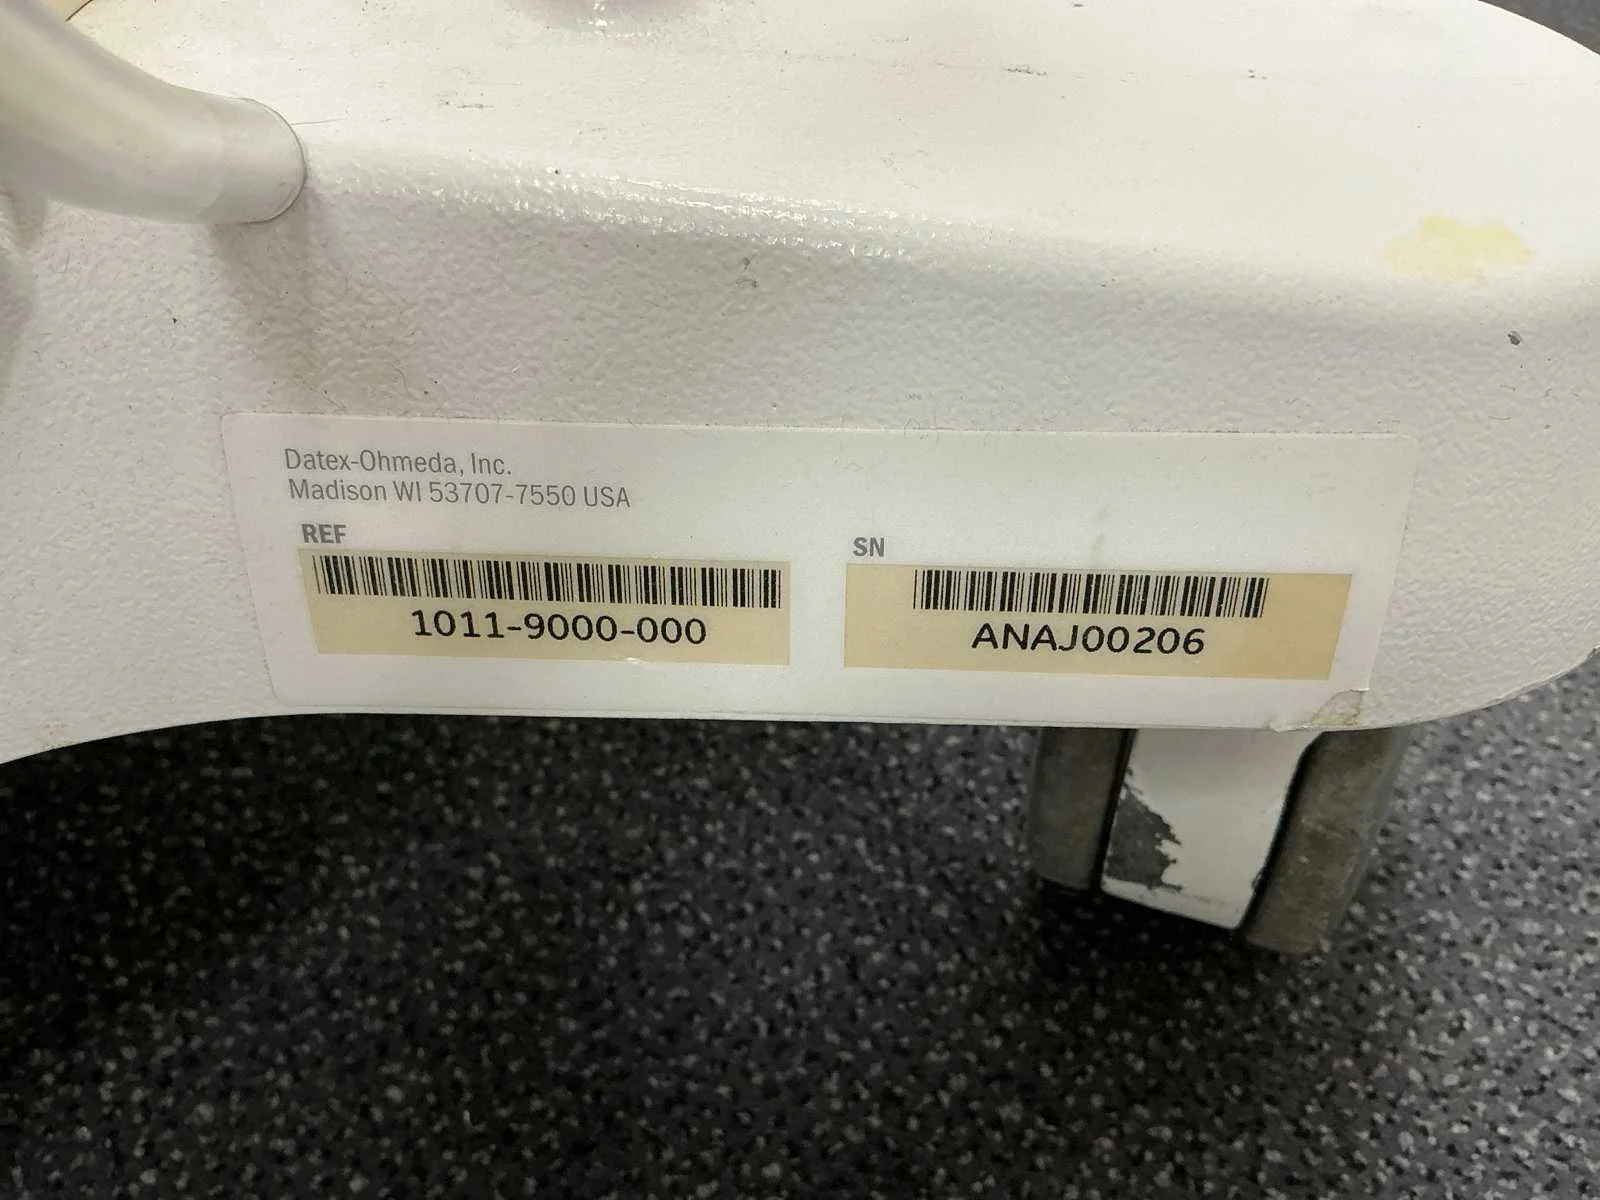 Datex-Ohmeda, Inc.
Madison WI 53707-7550 USA
REF
1011-9000-000
SN
ANAJ00206